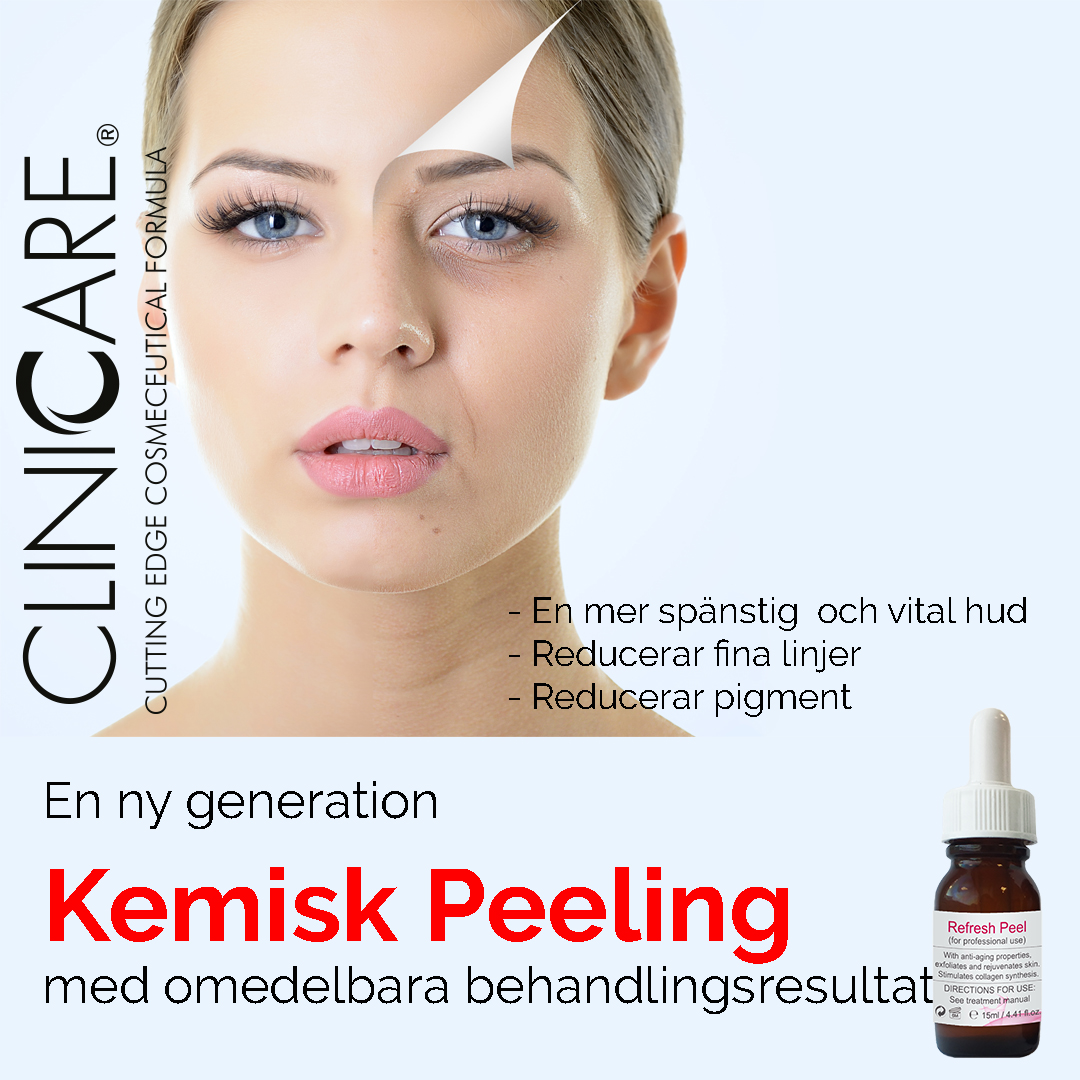 CLINICARE®
CUTTING EDGE COSMECEUTICAL FORMULA
- En mer spänstig och vital hud
- Reducerar fina linjer
- Reducerar pigment
En ny generation
Kemisk Peeling
med omedelbara behandlingsresultat
Refresh Peel
(for professional use)
With anti-aging properties,
exfoliates and rejuvenates skin.
Stimulates collagen synthesis.
DIRECTIONS FOR USE:
See treatment manual
℮ 15ml / 4.41 fl.oz.